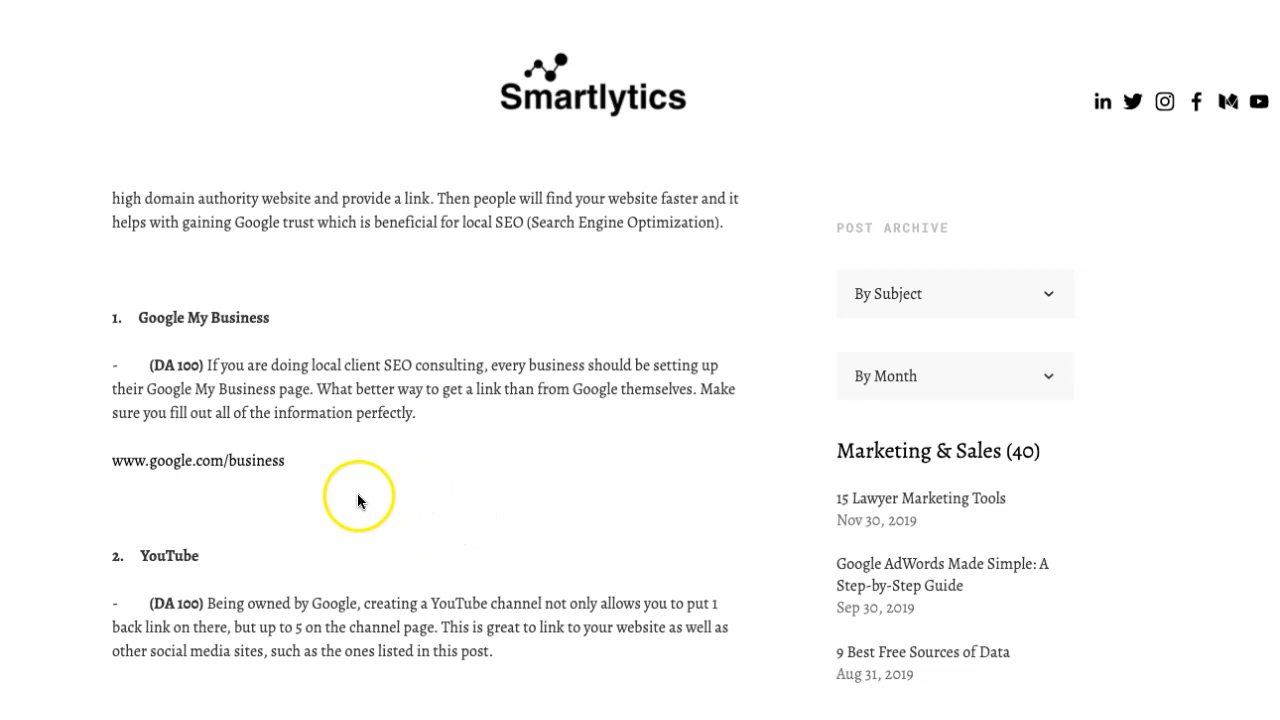 Smartlytics
high domain authority website and provide a link. Then people will find your website faster and it
helps with gaining Google trust which is beneficial for local SEO (Search Engine Optimization).
1. Google My Business
- (DA 100) If you are doing local client SEO consulting, every business should be setting up
their Google My Business page. What better way to get a link than from Google themselves. Make
sure you fill out all of the information perfectly.
www.google.com/business
2. YouTube
- (DA 100) Being owned by Google, creating a YouTube channel not only allows you to put 1
back link on there, but up to 5 on the channel page. This is great to link to your website as well as
other social media sites, such as the ones listed in this post.
POST ARCHIVE
By Subject
By Month
Marketing & Sales (40)
15 Lawyer Marketing Tools
Nov 30, 2019
Google AdWords Made Simple: A
Step-by-Step Guide
Sep 30, 2019
9 Best Free Sources of Data
Aug 31, 2019